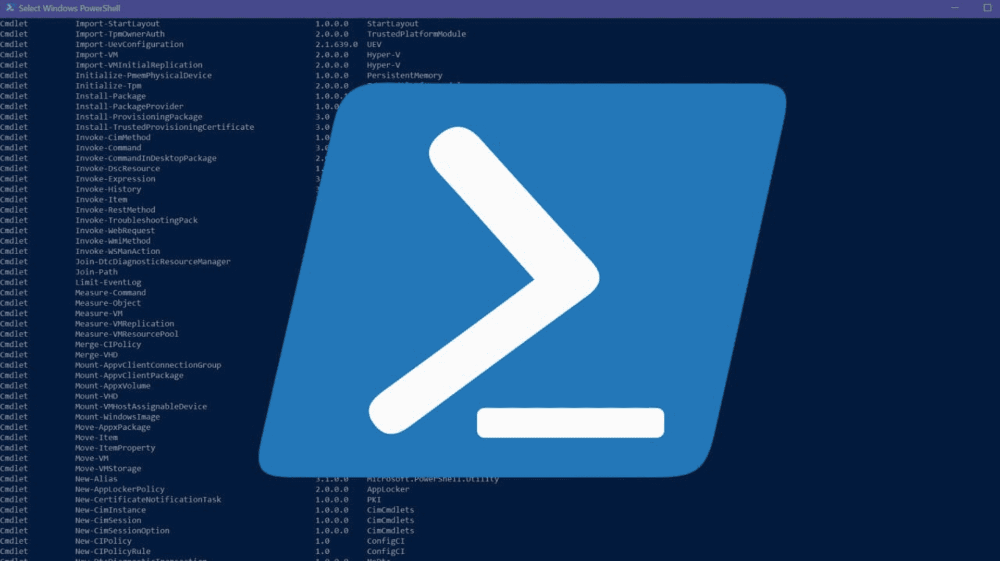 Select Windows PowerShell
Cmdlet Import-StartLayout 1.0.0.0 StartLayout
Cmdlet Import-TpmOwnerAuth 2.0.0.0 TrustedPlatformModule
Cmdlet Import-UevConfiguration 2.1.639.0 UEV
Cmdlet Import-VM 2.0.0.0 Hyper-V
Cmdlet Import-VMInitialReplication 2.0.0.0 Hyper-V
Cmdlet Initialize-PmemPhysicalDevice 1.0.0.0 PersistentMemory
Cmdlet Initialize-Tpm 2.0.0.0
Cmdlet Install-Package 1.0.0.1
Cmdlet Install-PackageProvider 1.0.0
Cmdlet Install-ProvisioningPackage 3.0
Cmdlet Install-TrustedProvisioningCertificate 3.0
Cmdlet Invoke-CimMethod 1.0
Cmdlet Invoke-Command 3.0
Cmdlet Invoke-CommandInDesktopPackage 2.
Cmdlet Invoke-DscResource 1.
Cmdlet Invoke-Expression 3
Cmdlet Invoke-History
Cmdlet Invoke-Item
Cmdlet Invoke-RestMethod
Cmdlet Invoke-TroubleshootingPack
Cmdlet Invoke-WebRequest
Cmdlet Invoke-WmiMethod
Cmdlet Invoke-WSManAction
Cmdlet Join-DtcDiagnosticResourceManager
Cmdlet Join-Path
Cmdlet Limit-EventLog
Cmdlet Measure-Command
Cmdlet Measure-Object
Cmdlet Measure-VM
Cmdlet Measure-VMReplication
Cmdlet Measure-VMResourcePool
Cmdlet Merge-CIPolicy
Cmdlet Merge-VHD
Cmdlet Mount-AppvClientConnectionGroup
Cmdlet Mount-AppvClientPackage
Cmdlet Mount-AppxVolume
Cmdlet Mount-VHD
Cmdlet Mount-VMHostAssignableDevice
Cmdlet Mount-WindowsImage
Cmdlet Move-AppxPackage
Cmdlet Move-Item
Cmdlet Move-ItemProperty
Cmdlet Move-VM
Cmdlet Move-VMStorage
Cmdlet New-Alias 3.1.0.0 Microsoft.PowerShell.Utility
Cmdlet New-AppLockerPolicy 2.0.0.0 AppLocker
Cmdlet New-CertificateNotificationTask 1.0.0.0 PKI
Cmdlet New-CimInstance 1.0.0.0 CimCmdlets
Cmdlet New-CimSession 1.0.0.0 CimCmdlets
Cmdlet New-CimSessionOption 1.0.0.0 CimCmdlets
Cmdlet New-CIPolicy 1.0 ConfigCI
Cmdlet New-CIPolicyRule 1.0 ConfigCI